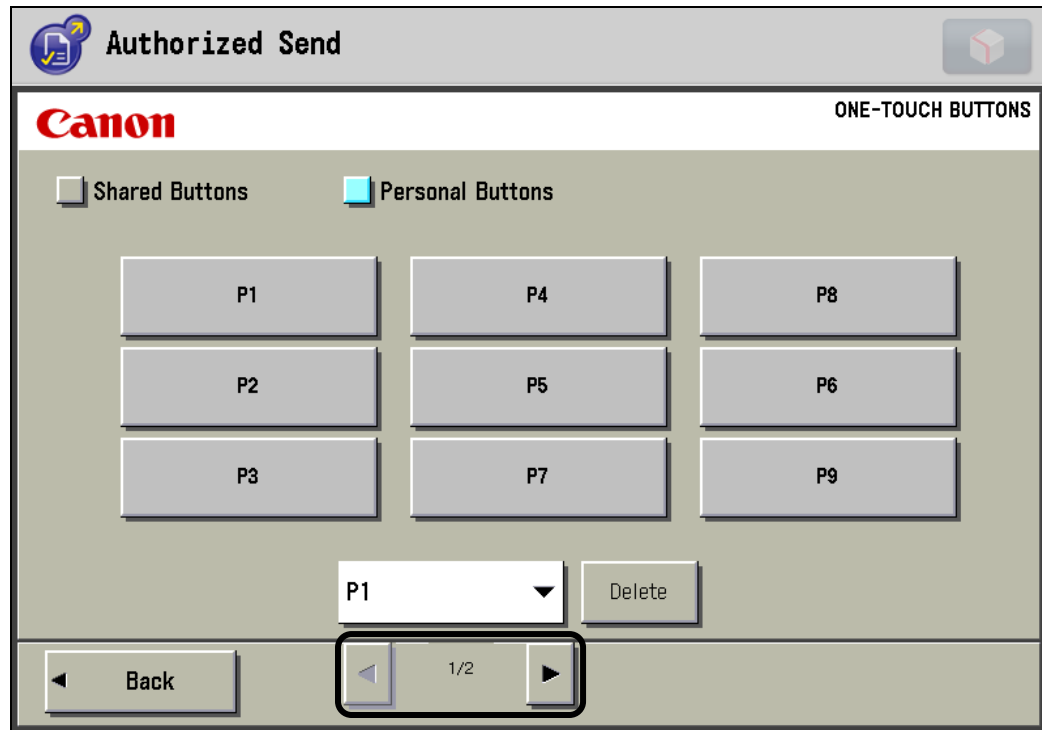 Authorized Send
Canon
ONE-TOUCH BUTTONS
Shared Buttons
Personal Buttons
P1
P4
P8
P2
P5
P6
P3
P7
P9
P1
Delete
Back
1/2